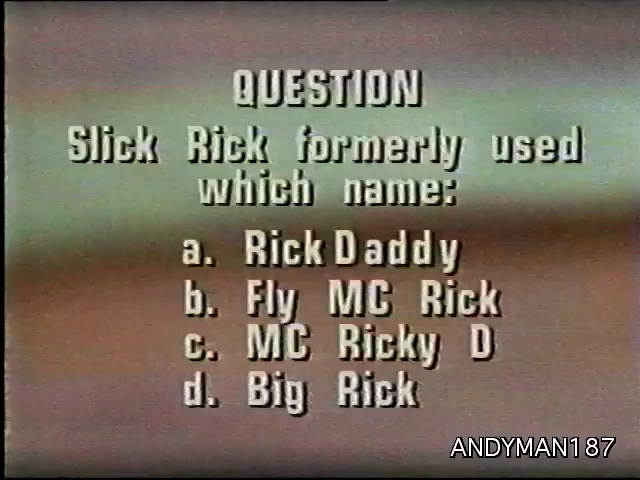 QUESTION
Slick Rick formerly used
which name:
a. Rick Daddy
b. Fly MC Rick
c. MC Ricky D
d. Big Rick
ANDYMAN187